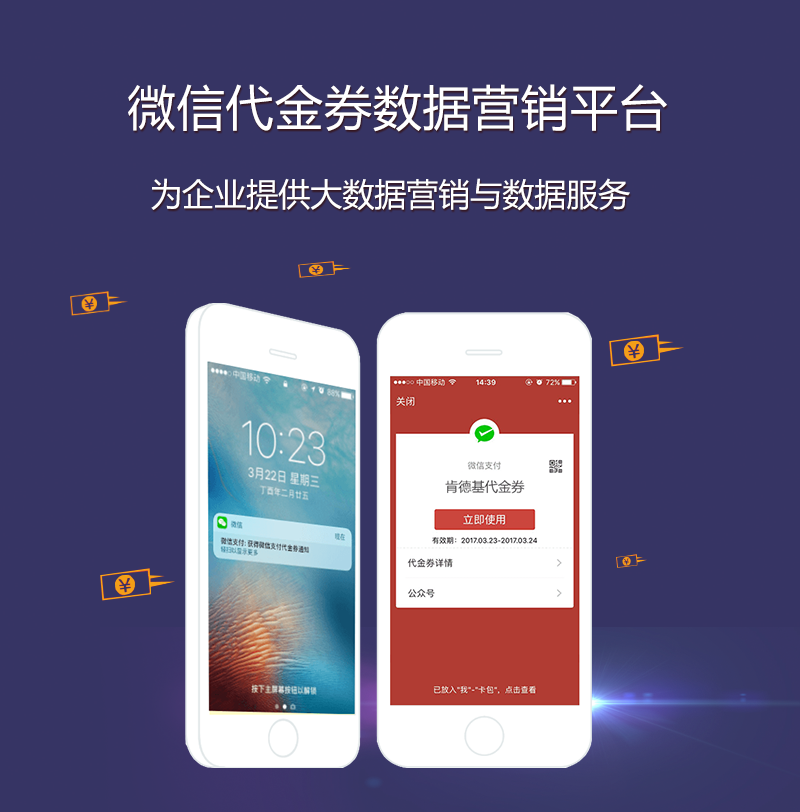 微信代金券数据营销平台
为企业提供大数据营销与数据服务
中国移动 88%
10:23
3月22日 星期三
丁酉年二月廿五
微信 现在
微信支付: 获得微信支付代金券通知
轻扫以显示更多
按下主屏幕按钮以解锁
中国移动 14:39 72%
关闭
微信支付
肯德基代金券
立即使用
有效期：2017.03.23-2017.03.24
代金券详情
公众号
已放入"我"-"卡包"，点击查看